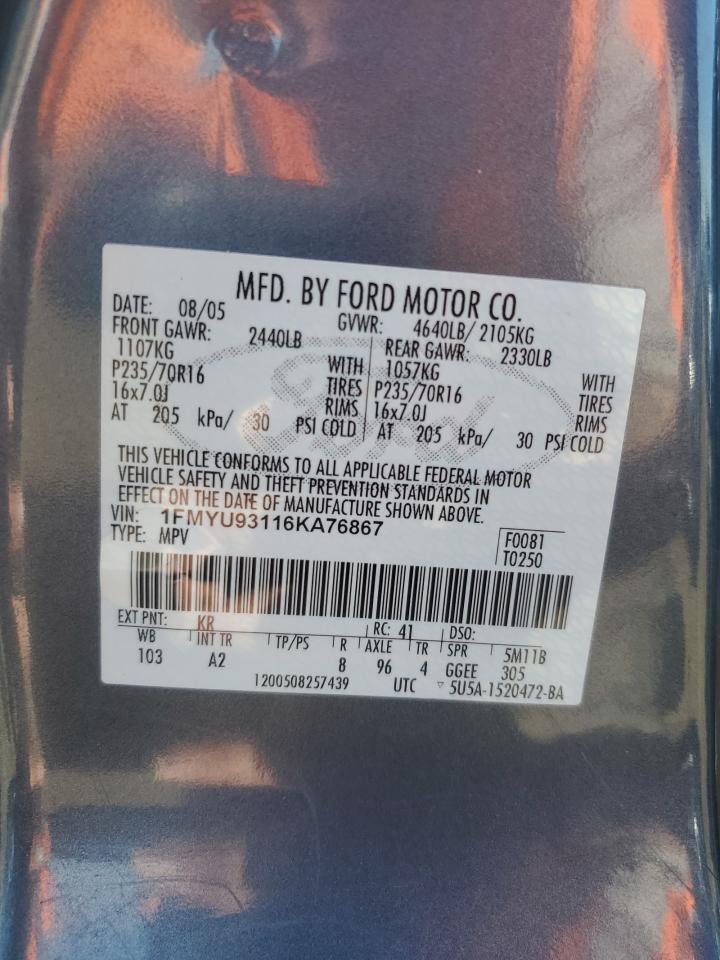 MFD. BY FORD MOTOR CO.
DATE: 08/05 GVWR: 4640LB/ 2105KG
FRONT GAWR: 2440LB REAR GAWR: 2330LB
1107KG WITH 1057KG WITH
P235/70R16 TIRES P235/70R16 TIRES
16x7.0J RIMS 16x7.0J RIMS
AT 205 kPa/ 30 PSI COLD AT 205 kPa/ 30 PSI COLD
Ford
THIS VEHICLE CONFORMS TO ALL APPLICABLE FEDERAL MOTOR
VEHICLE SAFETY AND THEFT PREVENTION STANDARDS IN
EFFECT ON THE DATE OF MANUFACTURE SHOWN ABOVE.
VIN: 1FMYU93116KA76867
TYPE: MPV F0081
T0250
EXT PNT: KR RC: 41 DSO:
WB INT TR TP/PS R AXLE TR SPR 5M11B
103 A2 8 96 4 GGEE 305
1200508257439 UTC ▽ 5U5A-1520472-BA